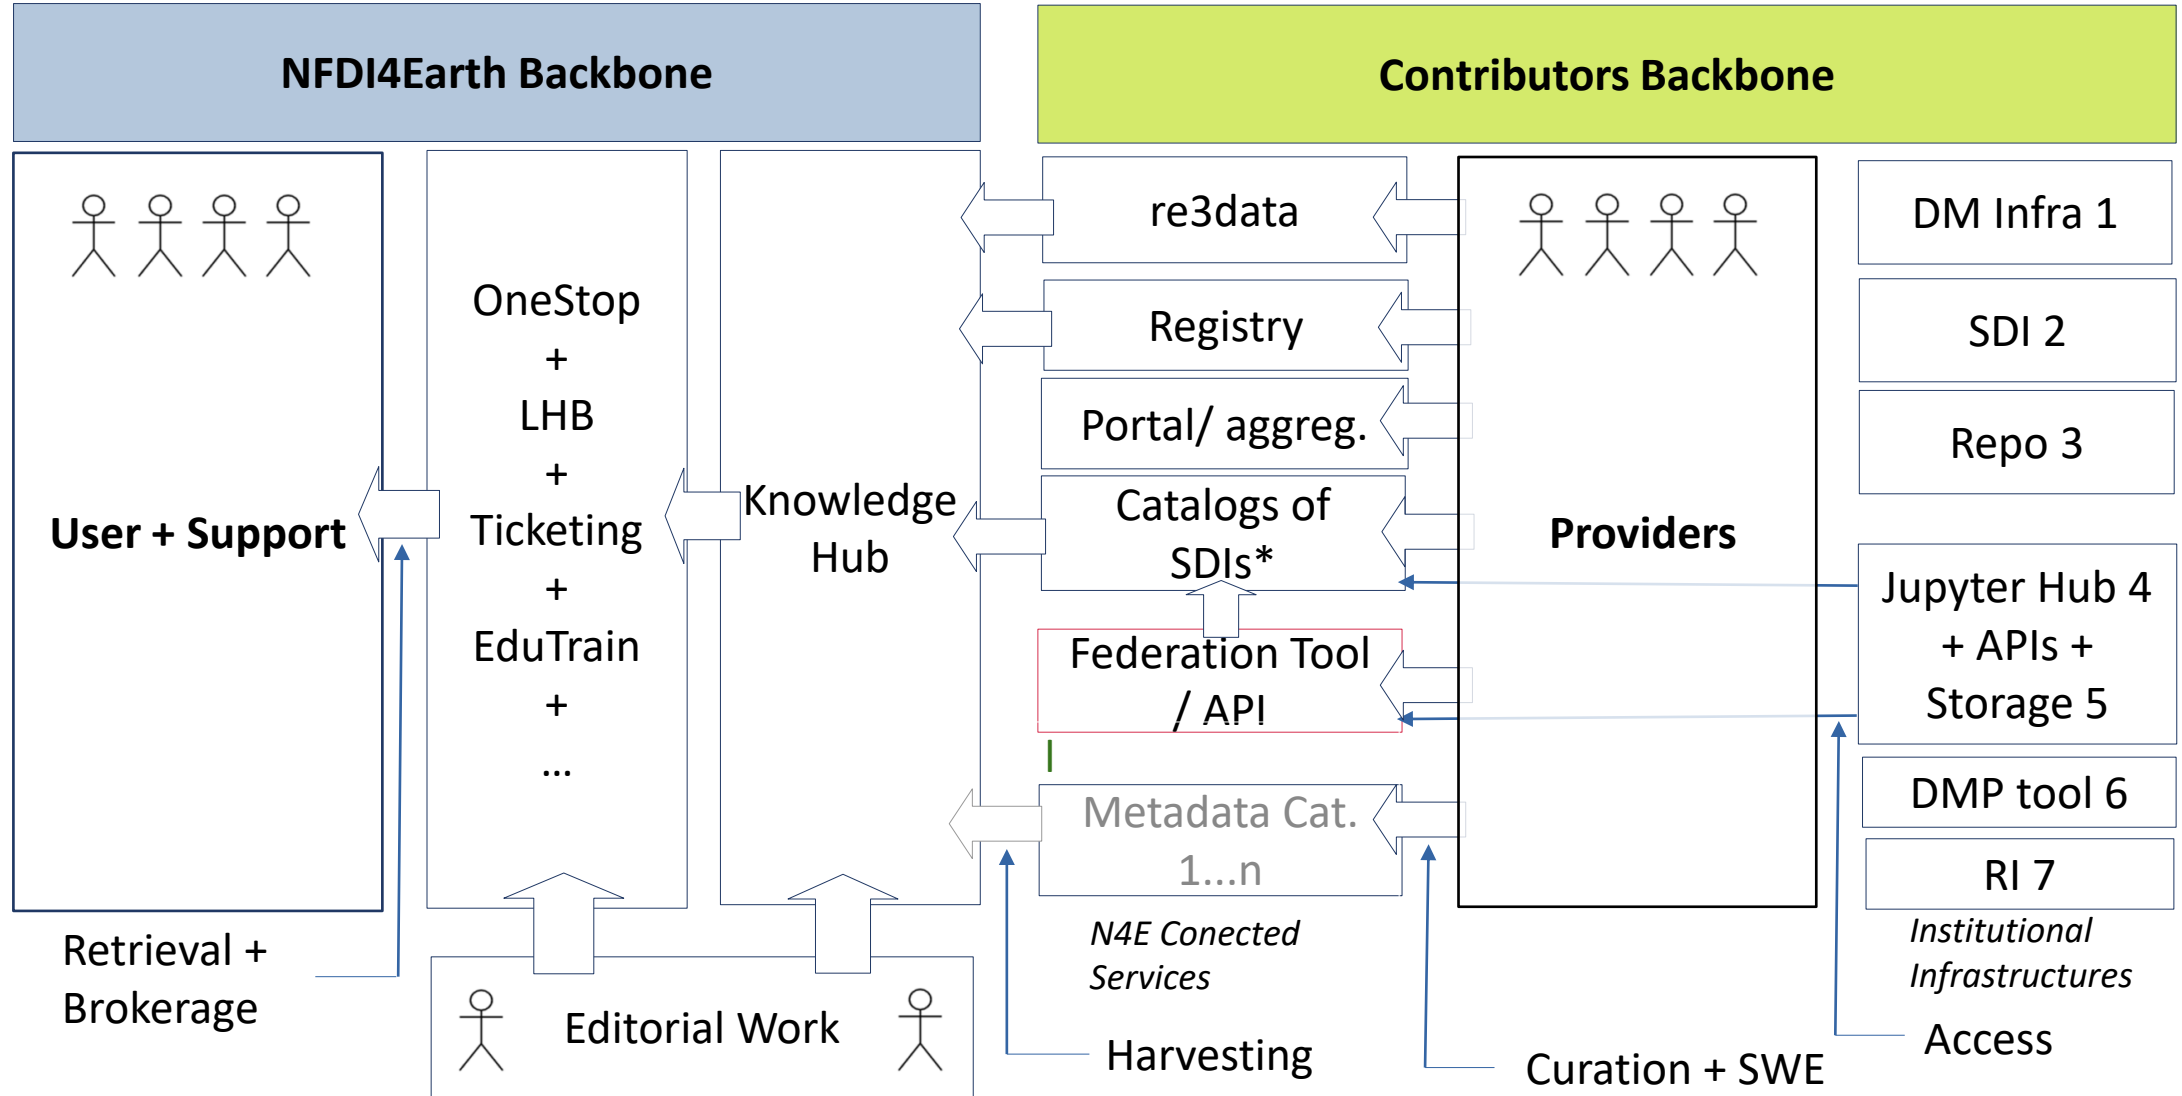 NFDI4Earth Backbone
Contributors Backbone
User + Support
OneStop
+
LHB
+
Ticketing
+
EduTrain
+
...
Knowledge
Hub
re3data
Registry
Portal/ aggreg.
Catalogs of
SDIs*
Federation Tool
/ API
Metadata Cat.
1...n
N4E Conected
Services
Providers
DM Infra 1
SDI 2
Repo 3
Jupyter Hub 4
+ APIs +
Storage 5
DMP tool 6
RI 7
Institutional
Infrastructures
Retrieval +
Brokerage
Editorial Work
Harvesting
Curation + SWE
Access